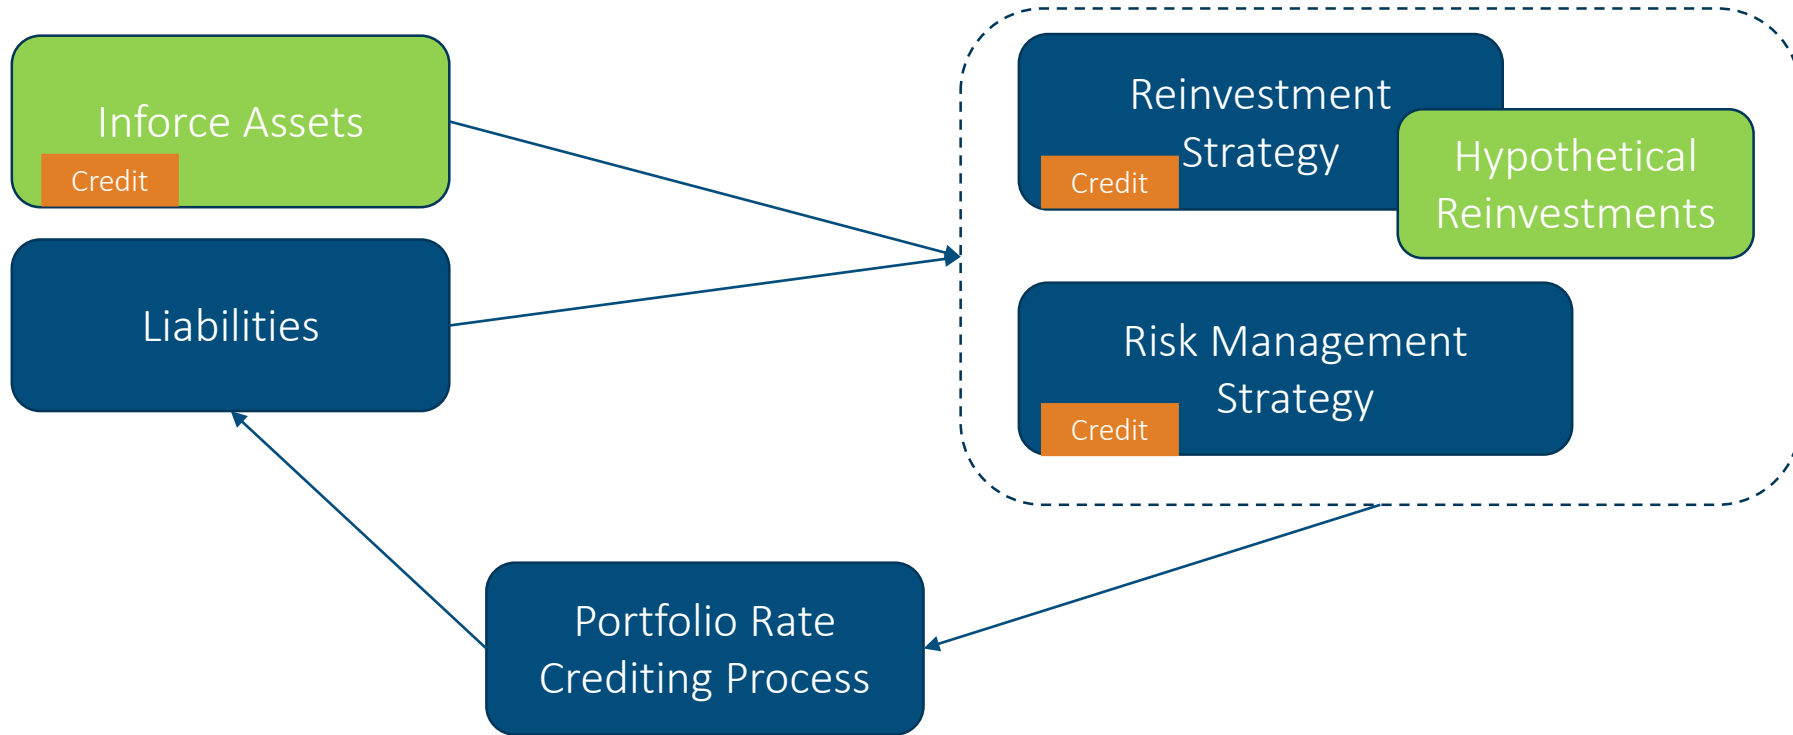 Inforce Assets
Credit
Liabilities
Reinvestment
Strategy
Credit
Hypothetical
Reinvestments
Risk Management
Strategy
Credit
Portfolio Rate
Crediting Process